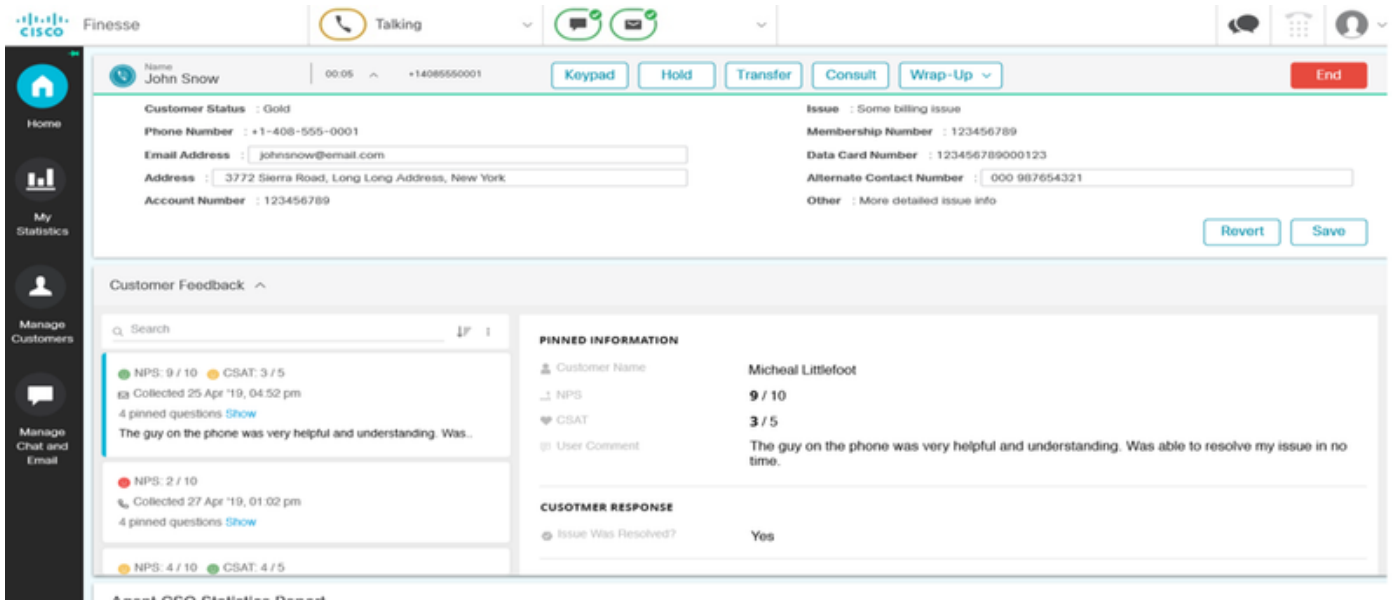 cisco Finesse Talking
Name
John Snow 00:05 +14085550001 Keypad Hold Transfer Consult Wrap-Up End
Customer Status : Gold Issue : Some billing issue
Phone Number : +1-408-555-0001 Membership Number : 123456789
Email Address : johnsnow@email.com Data Card Number : 123456789000123
Address : 3772 Sierra Road, Long Long Address, New York Alternate Contact Number : 000 987654321
Account Number : 123456789 Other : More detailed issue info
Revert Save
Home
My
Statistics
Manage
Customers
Manage
Chat and
Email
Customer Feedback
Search
NPS: 9 / 10 CSAT: 3 / 5
Collected 25 Apr '19, 04:52 pm
4 pinned questions Show
The guy on the phone was very helpful and understanding. Was..
NPS: 2 / 10
Collected 27 Apr '19, 01:02 pm
4 pinned questions Show
NPS: 4 / 10 CSAT: 4 / 5
PINNED INFORMATION
Customer Name Micheal Littlefoot
NPS 9 / 10
CSAT 3 / 5
User Comment The guy on the phone was very helpful and understanding. Was able to resolve my issue in no
time.
CUSOTMER RESPONSE
Issue Was Resolved? Yes
Agent CSQ Statistics Report